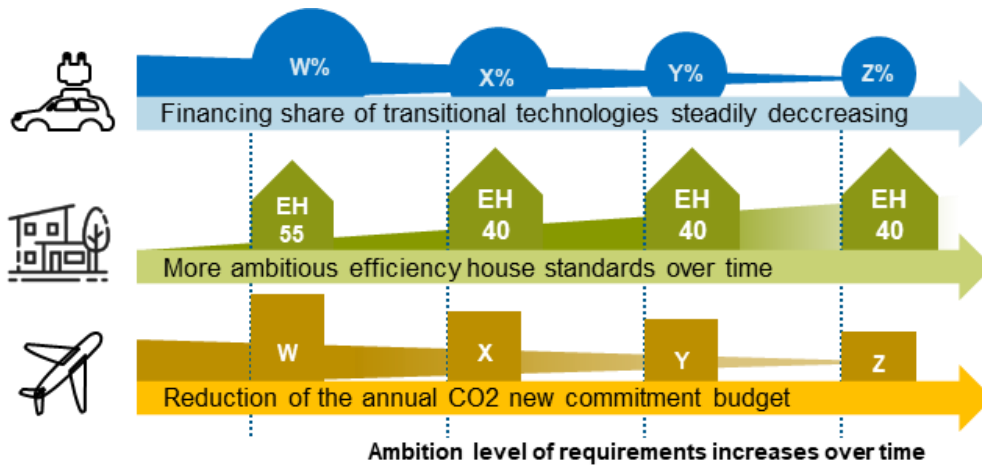 W%
X%
Y%
Z%
Financing share of transitional technologies steadily deccreasing
EH
55
EH
40
EH
40
EH
40
More ambitious efficiency house standards over time
W
X
Y
Z
Reduction of the annual CO2 new commitment budget
Ambition level of requirements increases over time